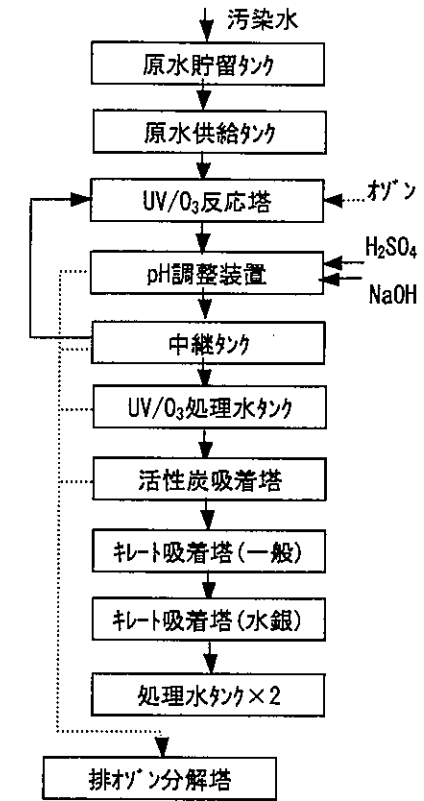 汚染水
原水貯留ﾀﾝｸ
原水供給ﾀﾝｸ
UV/O₃反応塔
ｵｿﾞﾝ
pH調整装置
H₂SO₄
NaOH
中継ﾀﾝｸ
UV/O₃処理水ﾀﾝｸ
活性炭吸着塔
ｷﾚｰﾄ吸着塔(一般)
ｷﾚｰﾄ吸着塔(水銀)
処理水ﾀﾝｸ×2
排ｵｿﾞﾝ分解塔